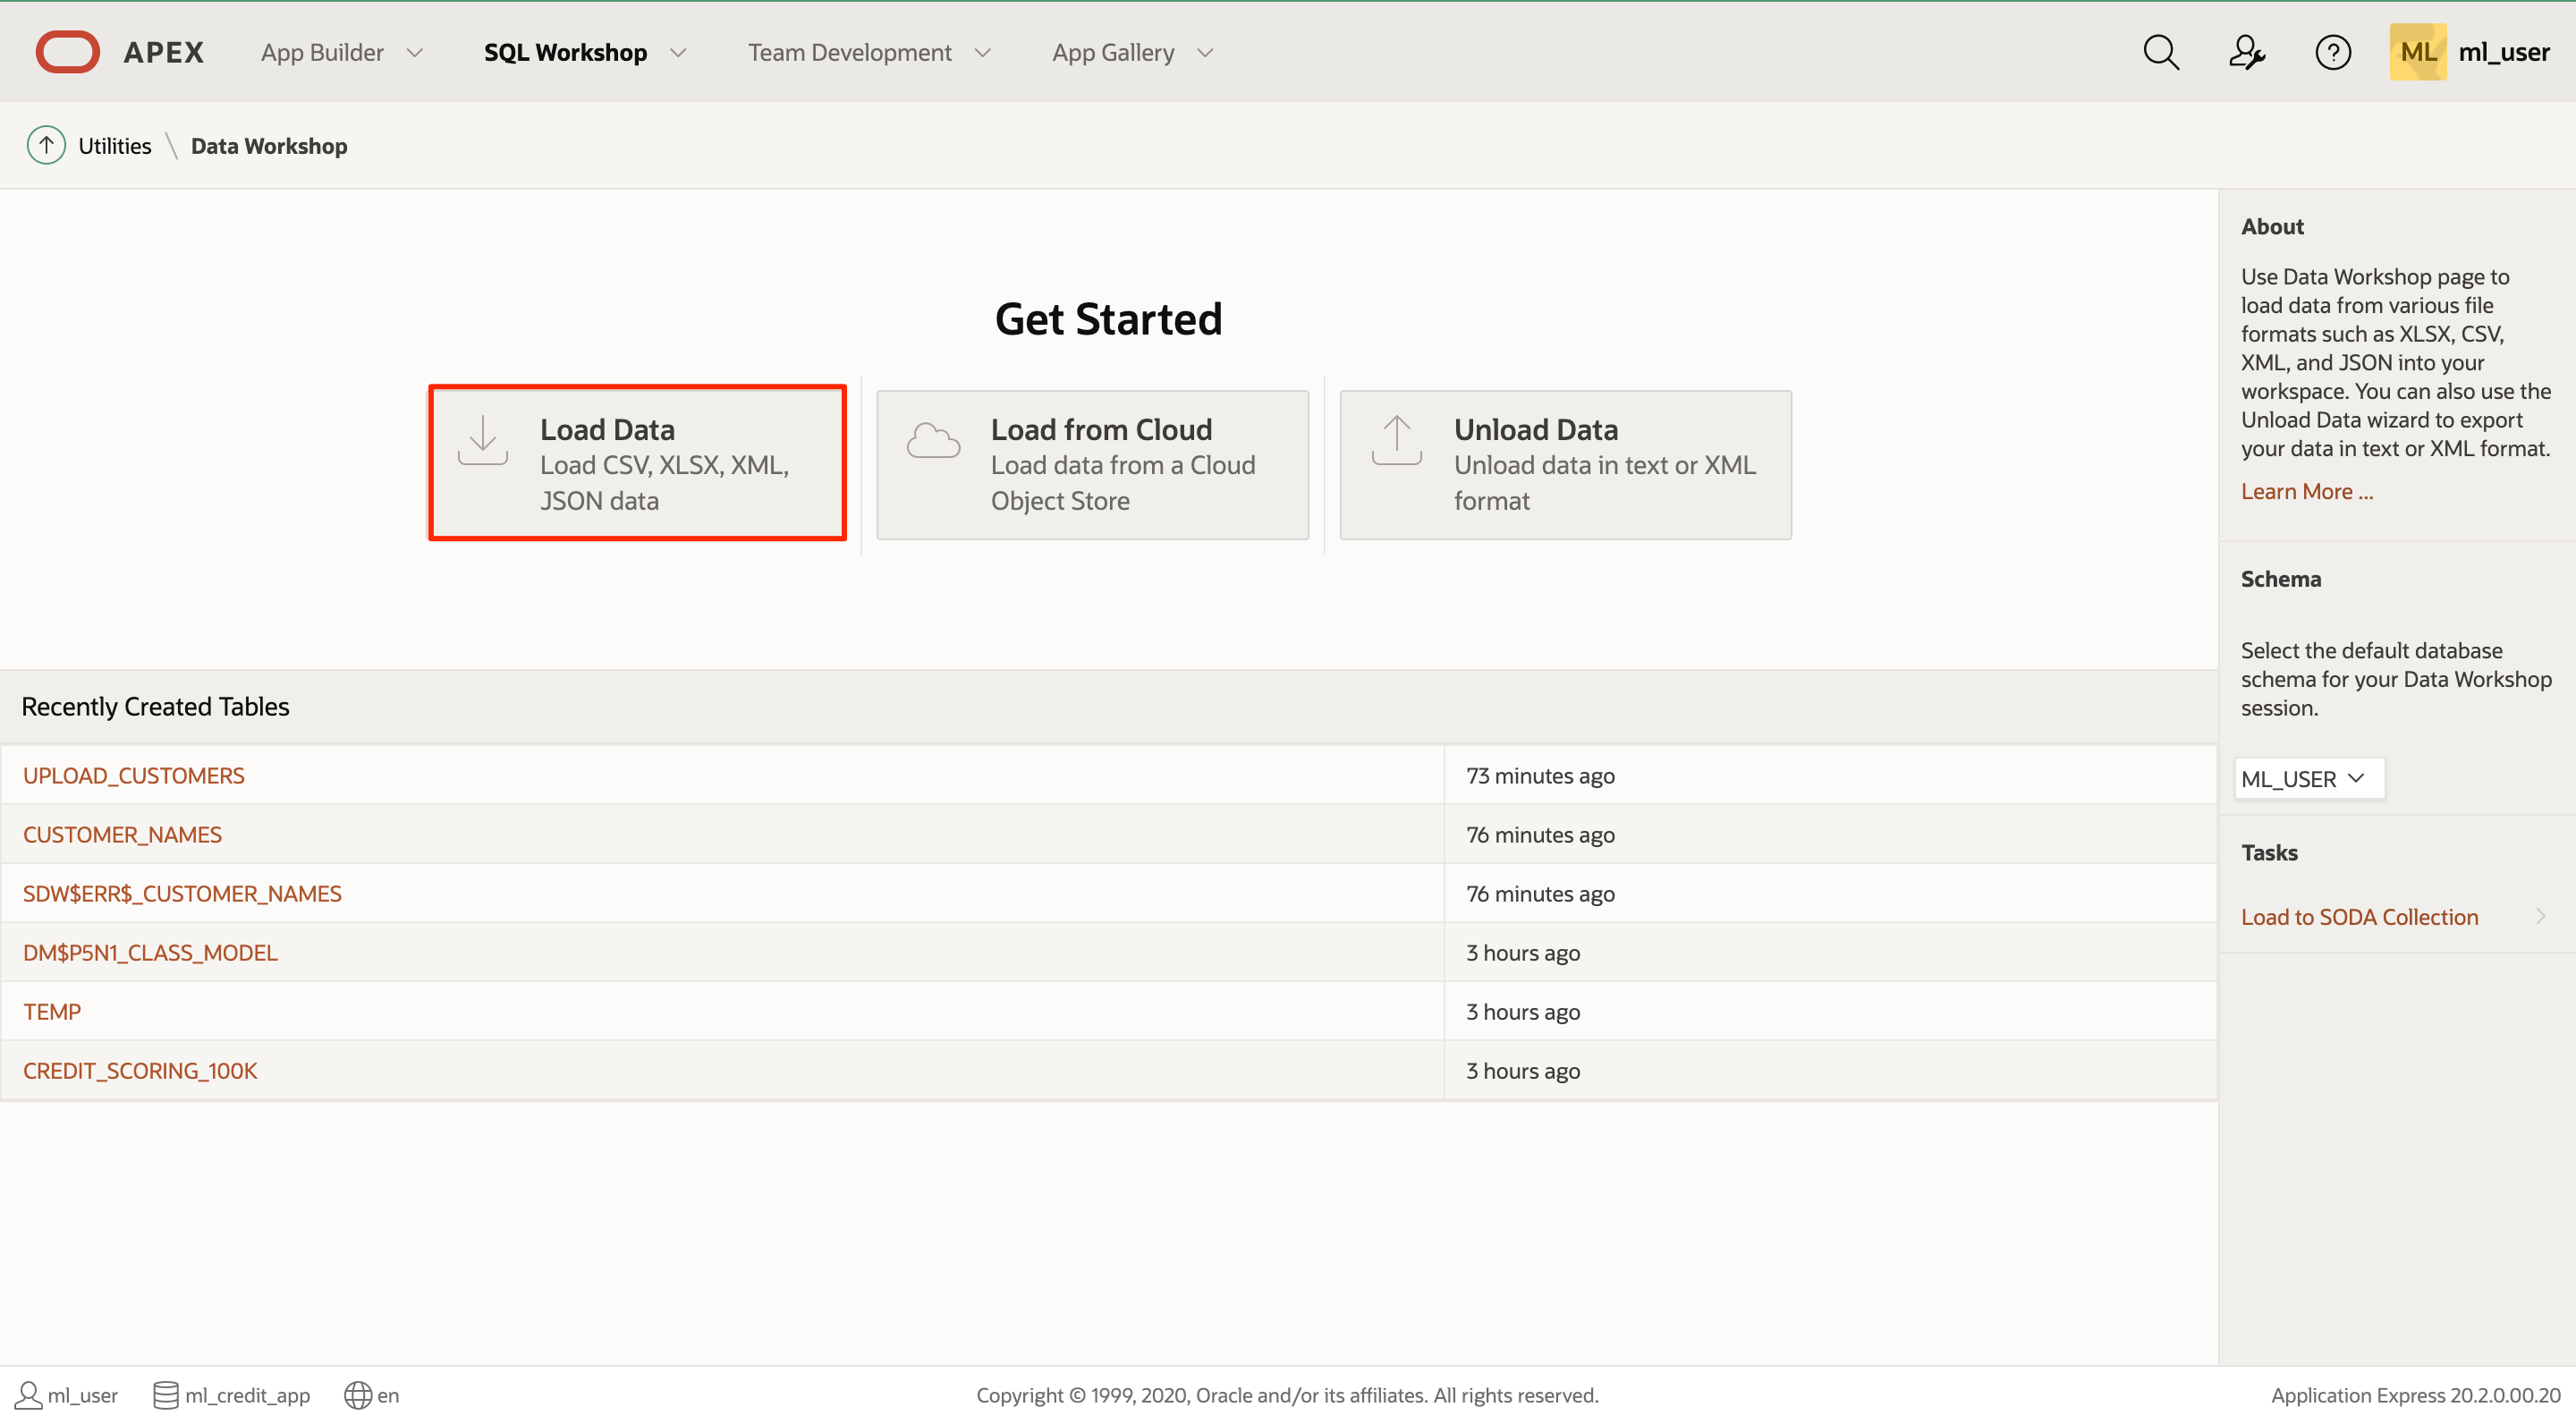 APEX App Builder SQL Workshop Team Development App Gallery ML ml_user
Utilities \ Data Workshop
Get Started
Load Data
Load CSV, XLSX, XML,
JSON data
Load from Cloud
Load data from a Cloud
Object Store
Unload Data
Unload data in text or XML
format
Recently Created Tables
UPLOAD_CUSTOMERS 73 minutes ago
CUSTOMER_NAMES 76 minutes ago
SDW$ERR$_CUSTOMER_NAMES 76 minutes ago
DM$P5N1_CLASS_MODEL 3 hours ago
TEMP 3 hours ago
CREDIT_SCORING_100K 3 hours ago
About
Use Data Workshop page to
load data from various file
formats such as XLSX, CSV,
XML, and JSON into your
workspace. You can also use the
Unload Data wizard to export
your data in text or XML format.
Learn More ...
Schema
Select the default database
schema for your Data Workshop
session.
ML_USER
Tasks
Load to SODA Collection
ml_user ml_credit_app en Copyright © 1999, 2020, Oracle and/or its affiliates. All rights reserved. Application Express 20.2.0.00.20